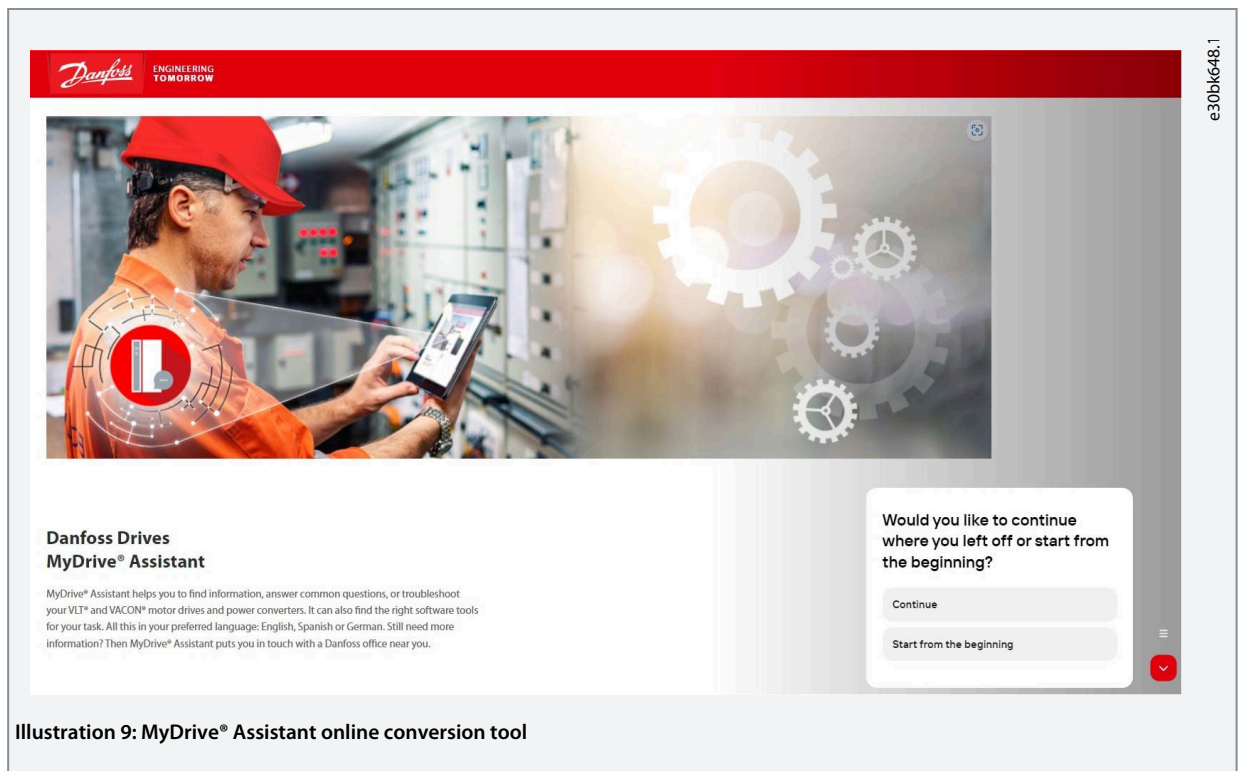 Danfoss
ENGINEERING
TOMORROW
e30bk648.1
Danfoss Drives
MyDrive® Assistant
MyDrive® Assistant helps you to find information, answer common questions, or troubleshoot
your VLT® and VACON® motor drives and power converters. It can also find the right software tools
for your task. All this in your preferred language: English, Spanish or German. Still need more
information? Then MyDrive® Assistant puts you in touch with a Danfoss office near you.
Would you like to continue
where you left off or start from
the beginning?
Continue
Start from the beginning
Illustration 9: MyDrive® Assistant online conversion tool